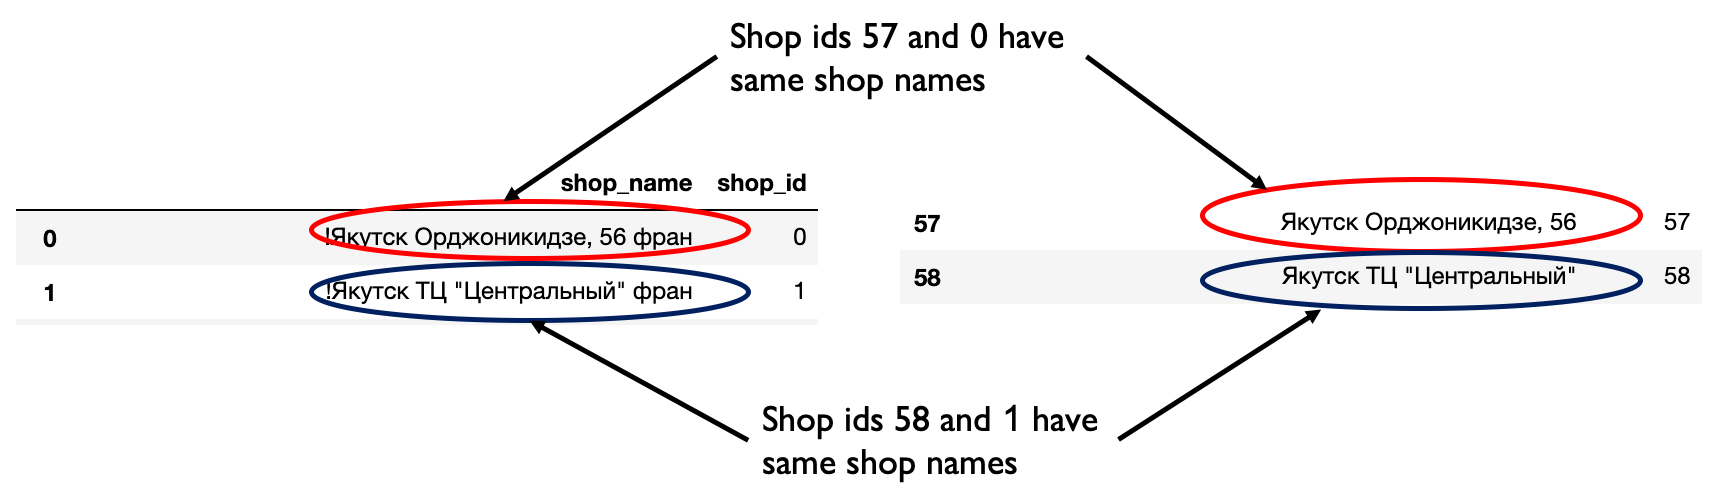 Shop ids 57 and 0 have
same shop names
shop_name shop_id
0 !Якутск Орджоникидзе, 56 фран 0
1 !Якутск ТЦ "Центральный" фран 1
57 Якутск Орджоникидзе, 56 57
58 Якутск ТЦ "Центральный" 58
Shop ids 58 and 1 have
same shop names